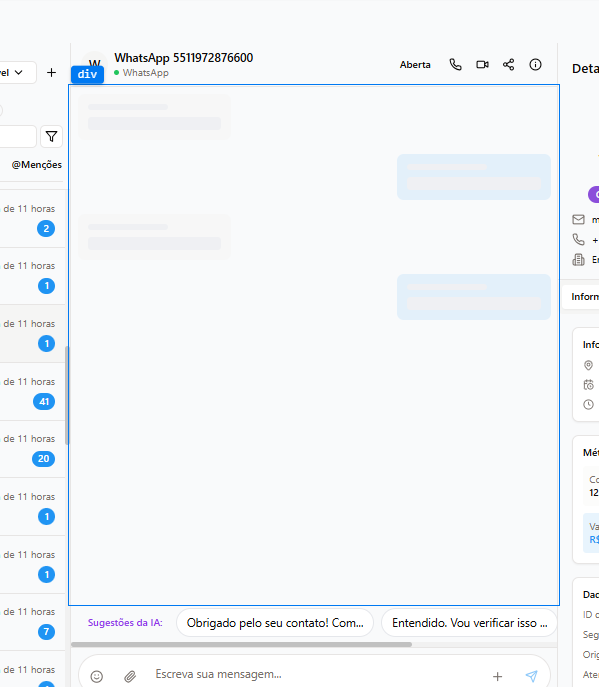 WhatsApp 5511972876600
W
WhatsApp
div
Aberta
@Menções
de 11 horas
2
de 11 horas
1
de 11 horas
1
de 11 horas
41
de 11 horas
20
de 11 horas
1
de 11 horas
1
de 11 horas
7
de 11 horas
Sugestões da IA:
Obrigado pelo seu contato! Com...
Entendido. Vou verificar isso ...
Escreva sua mensagem...
Deta
m
+
Inform
Info
Mét
Co
12
Va
R$
Dad
ID c
Seg
Orig
Ater